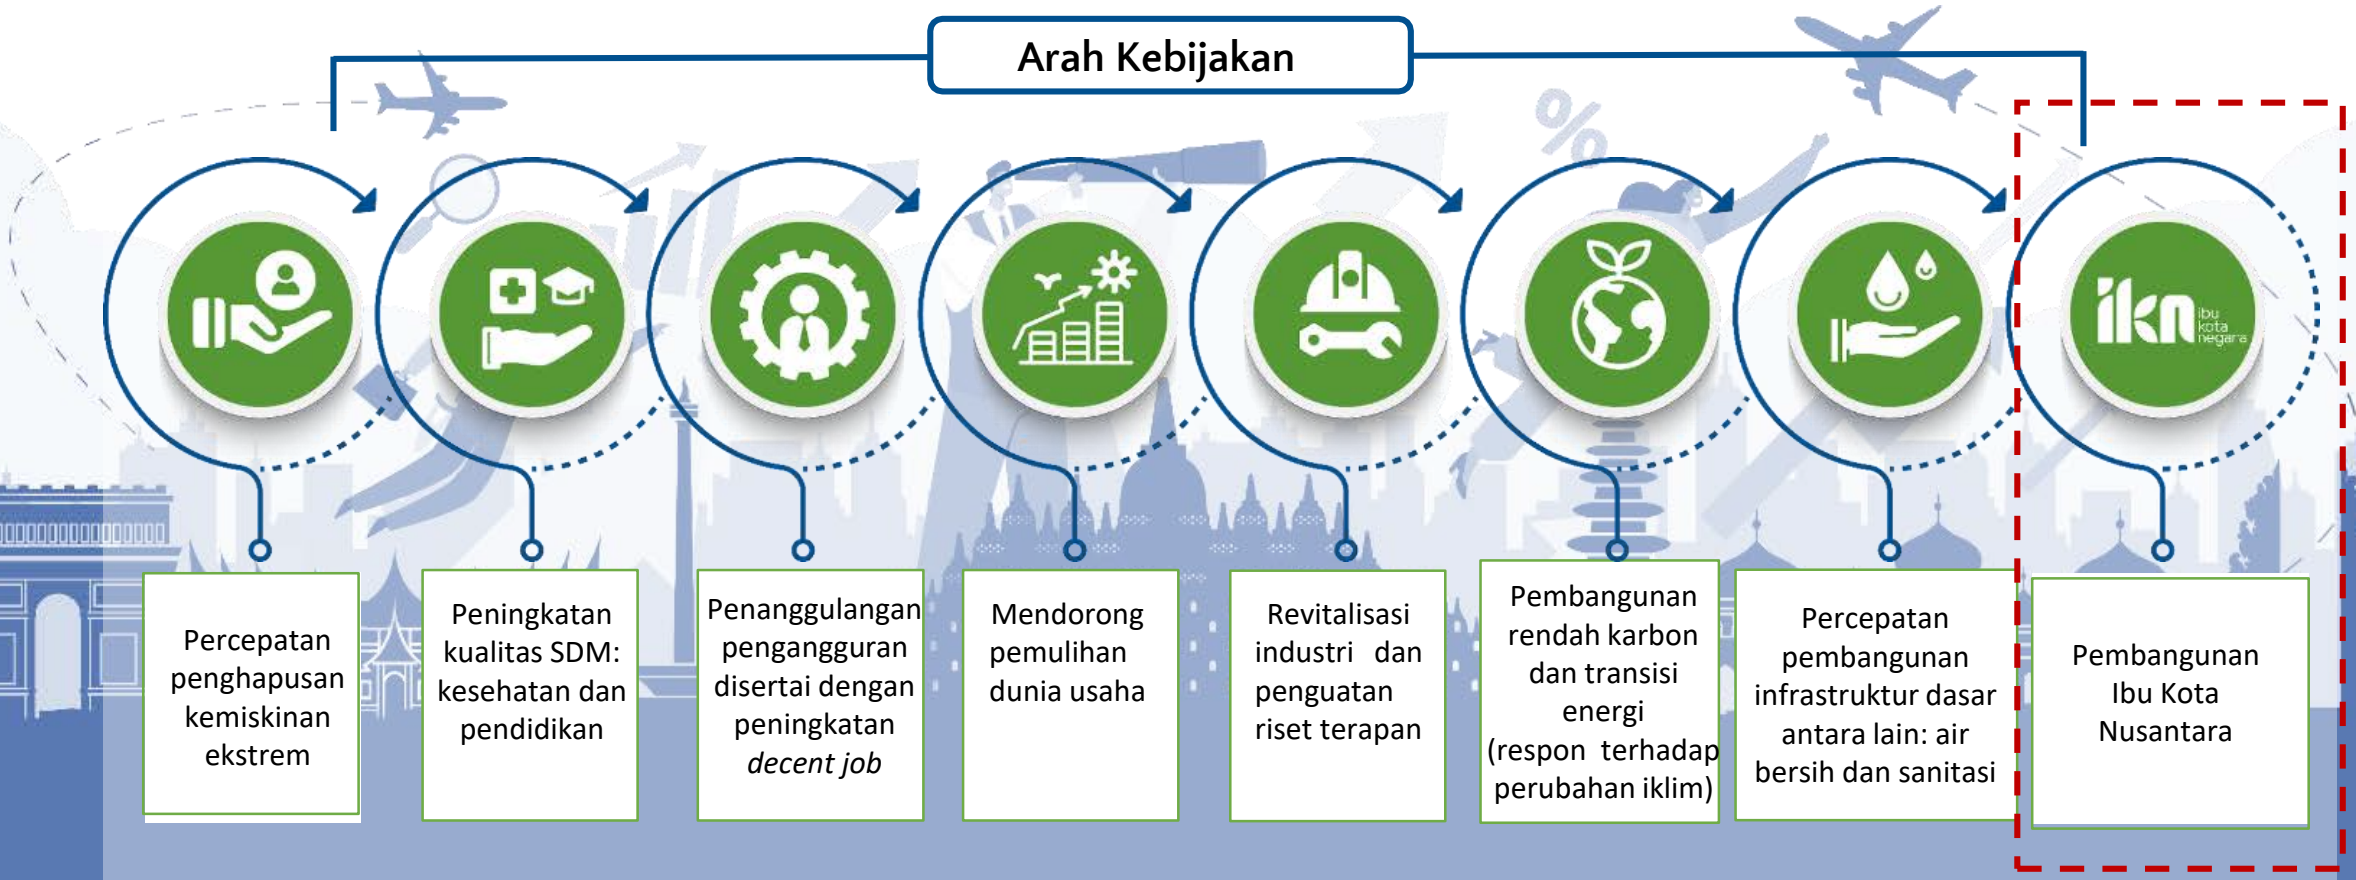 Arah Kebijakan
%
ikn
ibu
kota
negara
Percepatan
penghapusan
kemiskinan
ekstrem
Peningkatan
kualitas SDM:
kesehatan dan
pendidikan
Penanggulangan
pengangguran
disertai dengan
peningkatan
decent job
Mendorong
pemulihan
dunia usaha
Revitalisasi
industri dan
penguatan
riset terapan
Pembangunan
rendah karbon
dan transisi
energi
(respon terhadap
perubahan iklim)
Percepatan
pembangunan
infrastruktur dasar
antara lain: air
bersih dan sanitasi
Pembangunan
Ibu Kota
Nusantara